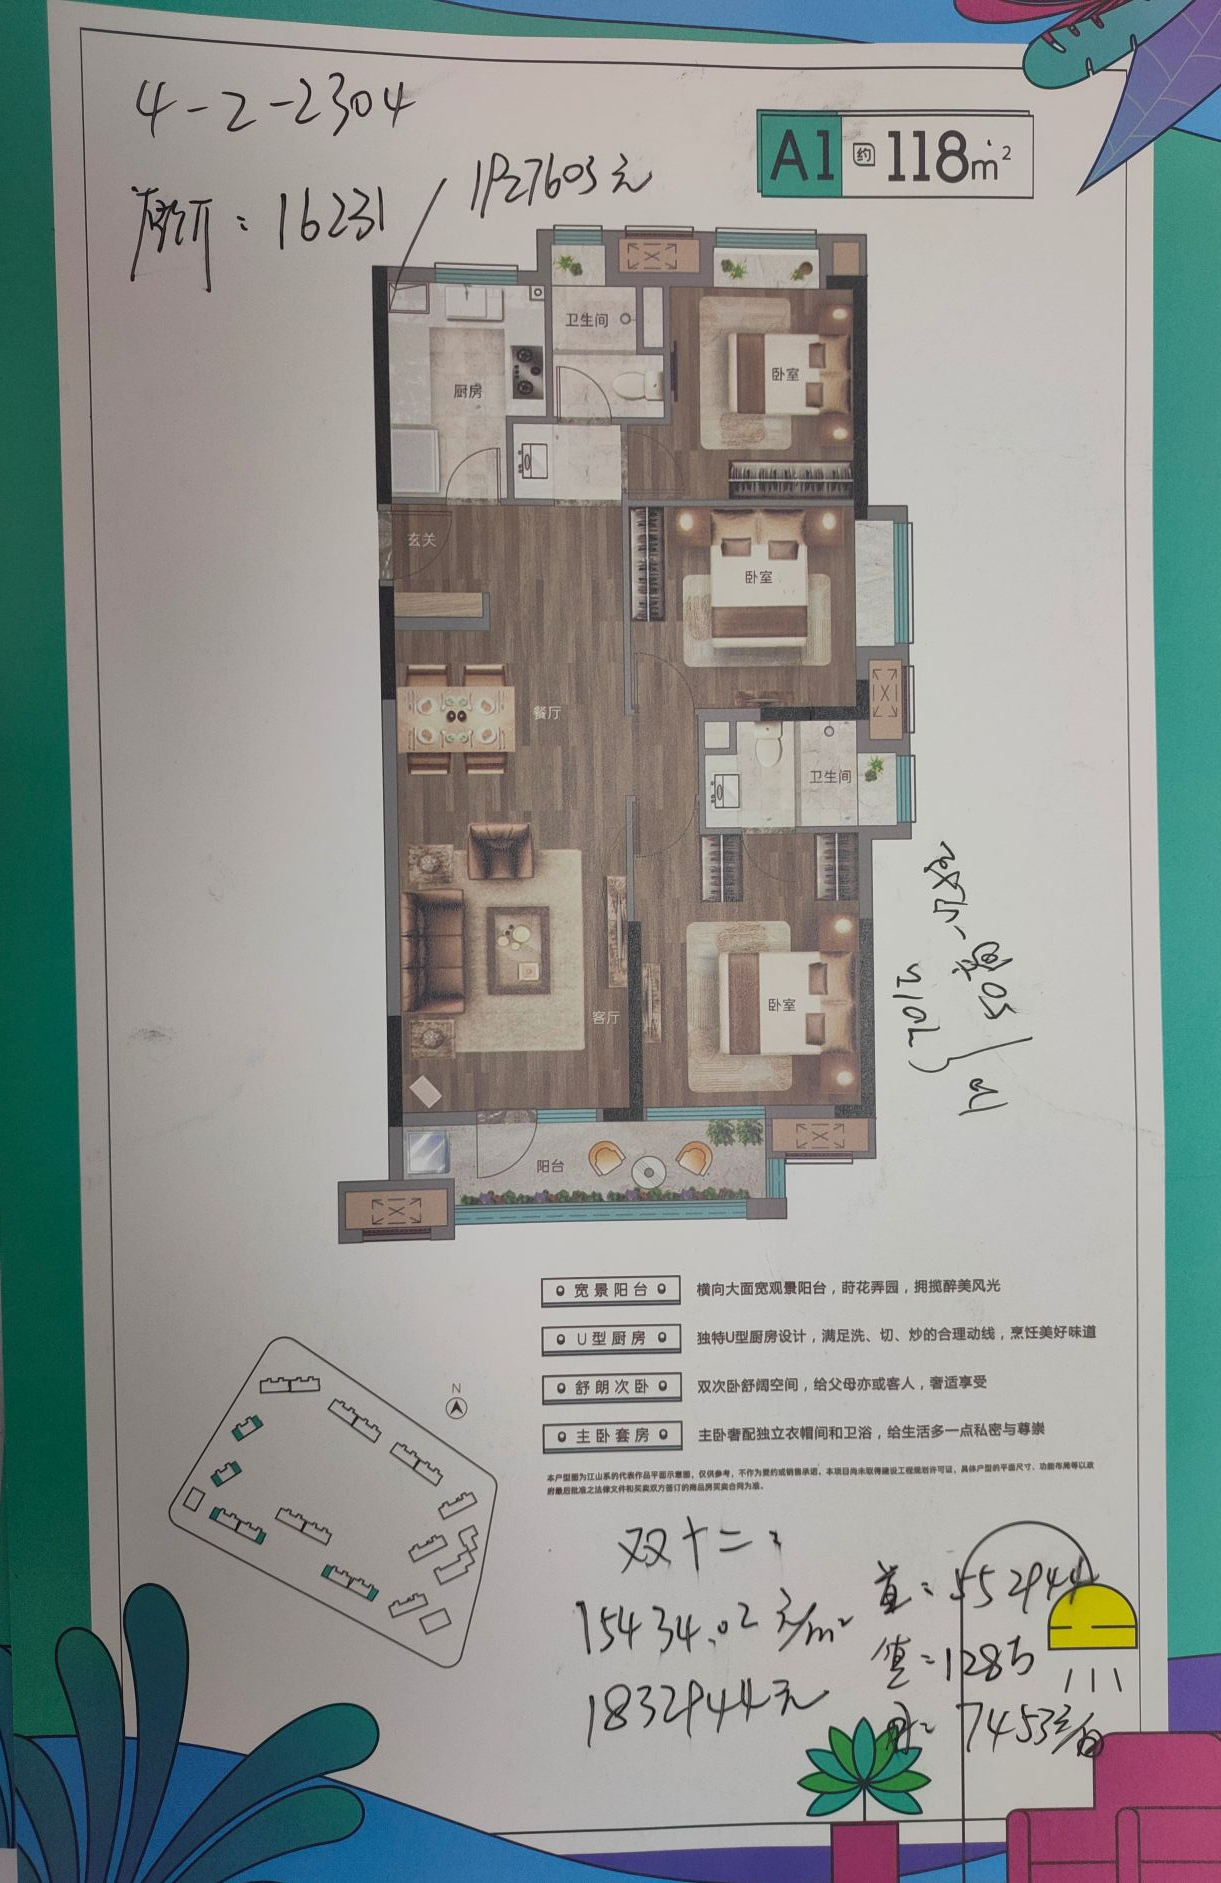 4-2-2304
A1 约 118m²
原价：16231
1927603元
卫生间
卧室
厨房
玄关
卧室
餐厅
卫生间
卧室
客厅
阳台
宽景阳台 横向大面宽观景阳台，莳花弄园，拥揽醉美风光
U型厨房 独特U型厨房设计，满足洗、切、炒的合理动线，烹饪美好味道
舒朗次卧 双次卧舒阔空间，给父母亦或客人，奢适享受
主卧套房 主卧奢配独立衣帽间和卫浴，给生活多一点私密与尊崇
本户型图为江山系的代表作品平面示意图，仅供参考，不作为要约或销售承诺。本项目尚未取得建设工程规划许可证，具体户型的平面尺寸、功能布局等以政
府最后批准之法律文件和买卖双方签订的商品房买卖合同为准。
N
双十二：
15434.02元/m²
1832944元
首：552944
贷：128万
月：7453元/月